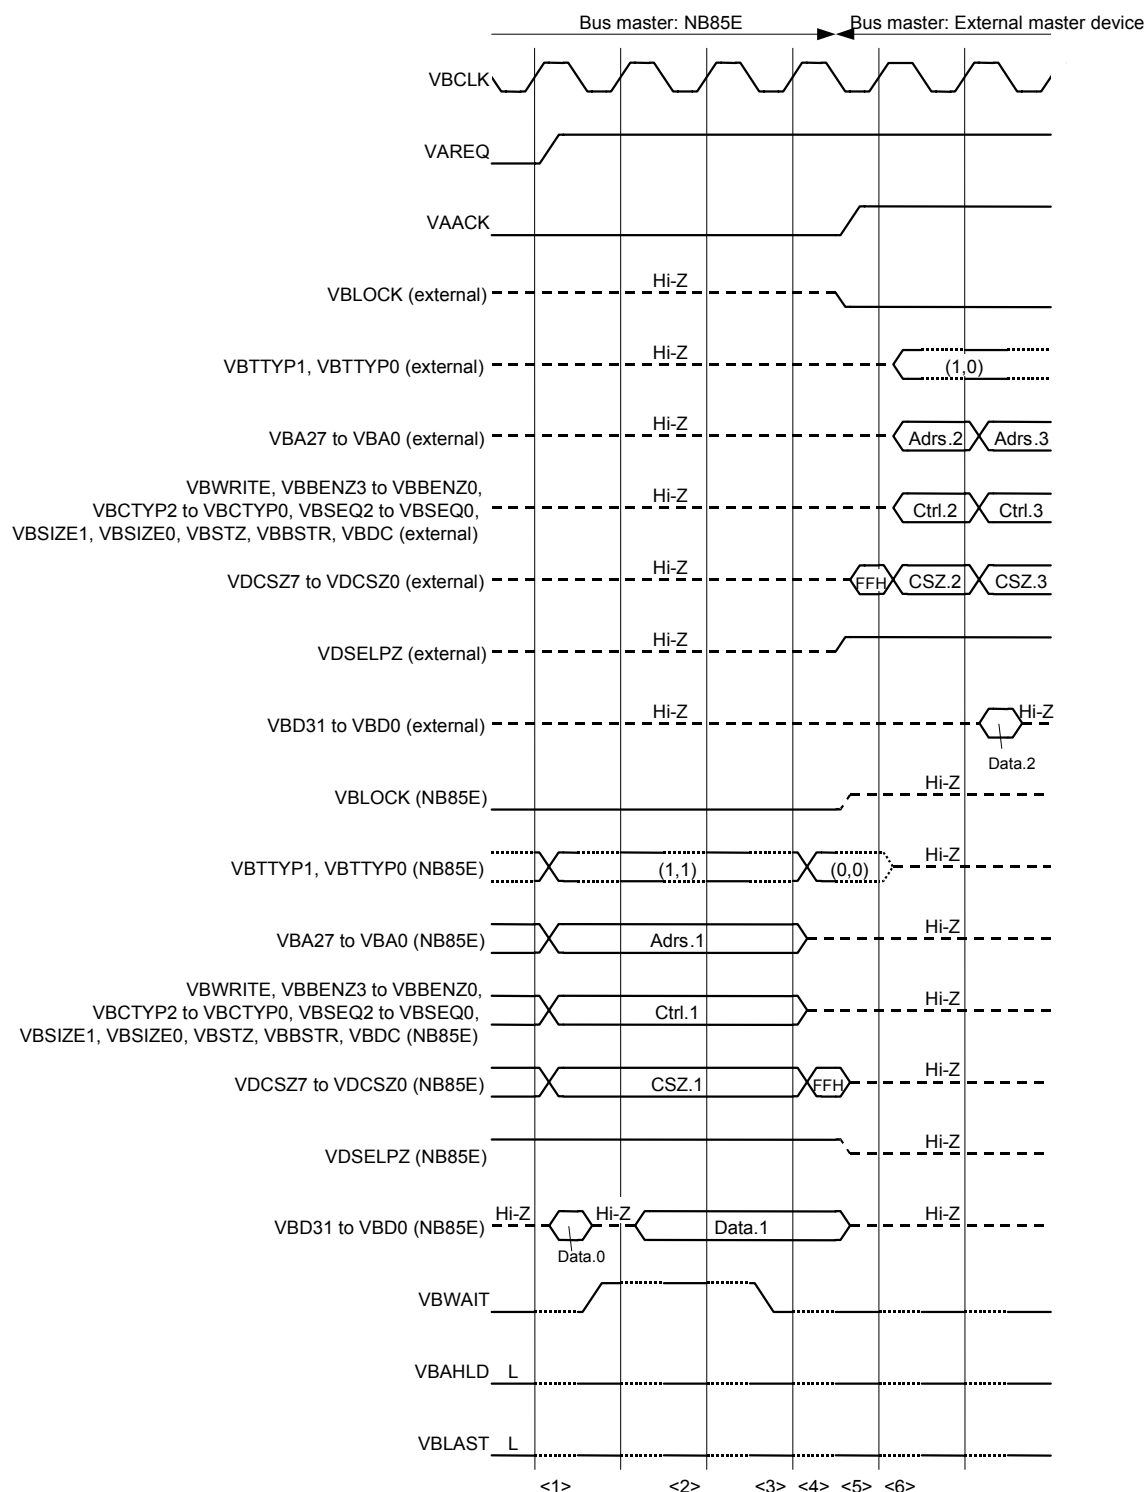 Bus master: NB85E
Bus master: External master device
VBCLK
VAREQ
VAACK
VBLOCK (external)
Hi-Z
VBTTYP1, VBTTYP0 (external)
Hi-Z
(1,0)
VBA27 to VBA0 (external)
Hi-Z
Adrs.2
Adrs.3
VBWRITE, VBBENZ3 to VBBENZ0,
VBCTYP2 to VBCTYP0, VBSEQ2 to VBSEQ0,
VBSIZE1, VBSIZE0, VBSTZ, VBBSTR, VBDC (external)
Hi-Z
Ctrl.2
Ctrl.3
VDCSZ7 to VDCSZ0 (external)
Hi-Z
FFH
CSZ.2
CSZ.3
VDSELPZ (external)
Hi-Z
VBD31 to VBD0 (external)
Hi-Z
Hi-Z
Data.2
VBLOCK (NB85E)
Hi-Z
VBTTYP1, VBTTYP0 (NB85E)
(1,1)
(0,0)
Hi-Z
VBA27 to VBA0 (NB85E)
Adrs.1
Hi-Z
VBWRITE, VBBENZ3 to VBBENZ0,
VBCTYP2 to VBCTYP0, VBSEQ2 to VBSEQ0,
VBSIZE1, VBSIZE0, VBSTZ, VBBSTR, VBDC (NB85E)
Ctrl.1
Hi-Z
VDCSZ7 to VDCSZ0 (NB85E)
CSZ.1
FFH
Hi-Z
VDSELPZ (NB85E)
Hi-Z
VBD31 to VBD0 (NB85E)
Hi-Z
Hi-Z
Data.1
Hi-Z
Data.0
VBWAIT
VBAHLD
L
VBLAST
L
<1> <2> <3> <4> <5> <6>